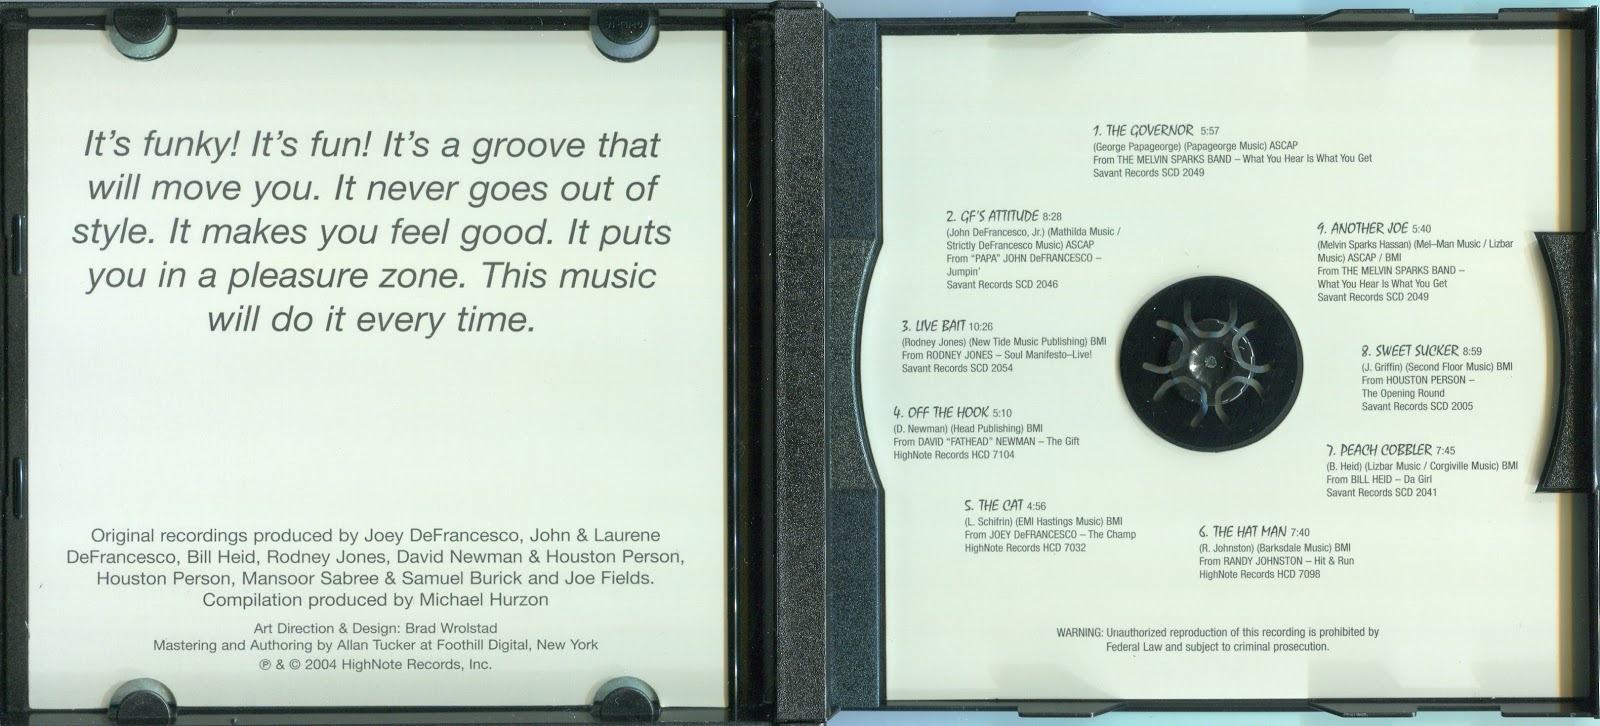 It's funky! It's fun! It's a groove that
will move you. It never goes out of
style. It makes you feel good. It puts
you in a pleasure zone. This music
will do it every time.
Original recordings produced by Joey DeFrancesco, John & Laurene
DeFrancesco, Bill Heid, Rodney Jones, David Newman & Houston Person,
Houston Person, Mansoor Sabree & Samuel Burick and Joe Fields.
Compilation produced by Michael Hurzon
Art Direction & Design: Brad Wrolstad
Mastering and Authoring by Allan Tucker at Foothill Digital, New York
℗ & © 2004 HighNote Records, Inc.
1. THE GOVERNOR 5:57
(George Papageorge) (Papageorge Music) ASCAP
From THE MELVIN SPARKS BAND – What You Hear Is What You Get
Savant Records SCD 2049
2. GF'S ATTITUDE 8:28
(John DeFrancesco, Jr.) (Mathilda Music /
Strictly DeFrancesco Music) ASCAP
From "PAPA" JOHN DeFRANCESCO –
Jumpin'
Savant Records SCD 2046
3. LIVE BAIT 10:26
(Rodney Jones) (New Tide Music Publishing) BMI
From RODNEY JONES – Soul Manifesto–Live!
Savant Records SCD 2054
4. OFF THE HOOK 5:10
(D. Newman) (Head Publishing) BMI
From DAVID "FATHEAD" NEWMAN – The Gift
HighNote Records HCD 7104
5. THE CAT 4:56
(L. Schifrin) (EMI Hastings Music) BMI
From JOEY DeFRANCESCO – The Champ
HighNote Records HCD 7032
6. THE HAT MAN 7:40
(R. Johnston) (Barksdale Music) BMI
From RANDY JOHNSTON – Hit & Run
HighNote Records HCD 7098
7. PEACH COBBLER 7:45
(B. Heid) (Lizbar Music / Corgiville Music) BMI
From BILL HEID – Da Girl
Savant Records SCD 2041
8. SWEET SUCKER 8:59
(J. Griffin) (Second Floor Music) BMI
From HOUSTON PERSON –
The Opening Round
Savant Records SCD 2005
9. ANOTHER JOE 5:40
(Melvin Sparks Hassan) (Mel–Man Music / Lizbar
Music) ASCAP / BMI
From THE MELVIN SPARKS BAND –
What You Hear Is What You Get
Savant Records SCD 2049
WARNING: Unauthorized reproduction of this recording is prohibited by
Federal Law and subject to criminal prosecution.